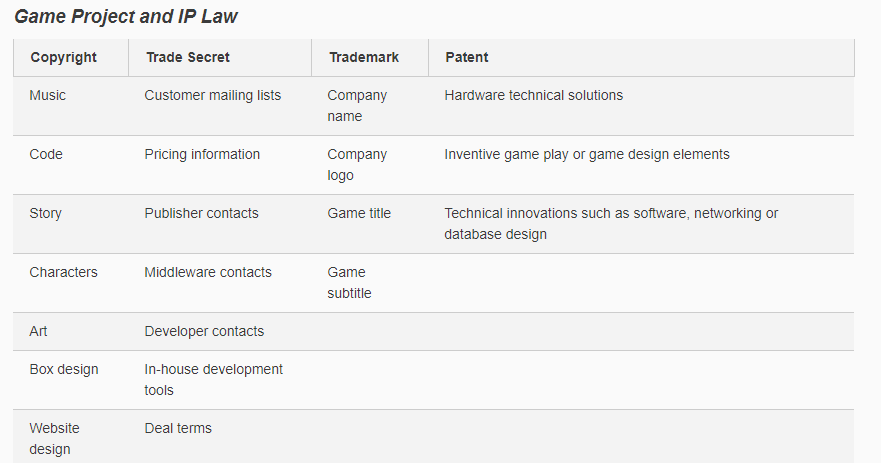 Game Project and IP Law
Copyright Trade Secret Trademark Patent
Music Customer mailing lists Company name Hardware technical solutions
Code Pricing information Company logo Inventive game play or game design elements
Story Publisher contacts Game title Technical innovations such as software, networking or database design
Characters Middleware contacts Game subtitle
Art Developer contacts
Box design In-house development tools
Website design Deal terms